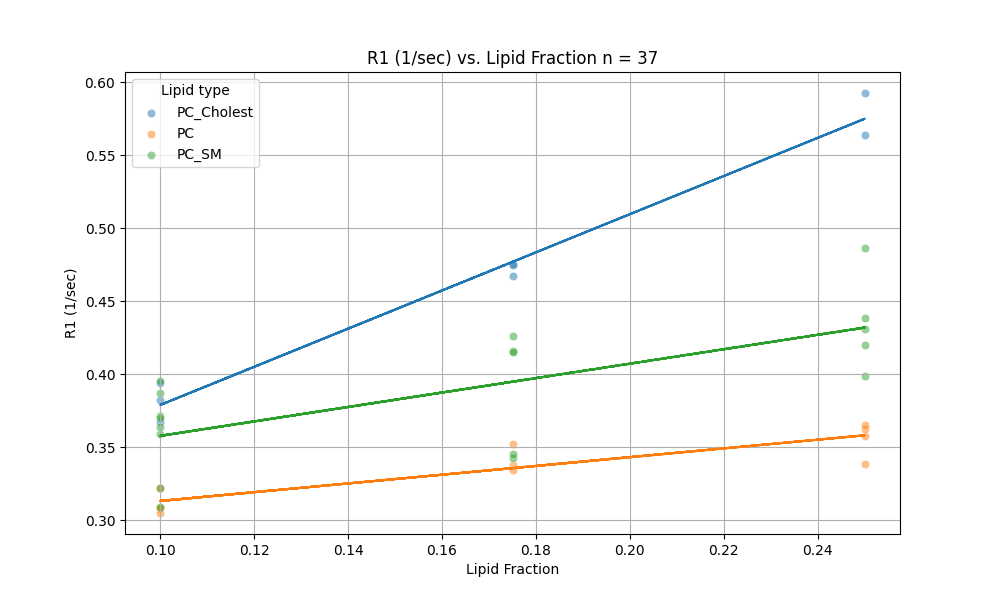 R1 (1/sec) vs. Lipid Fraction n = 37
Lipid type
PC_Cholest
PC
PC_SM
0.60
0.55
0.50
0.45
0.40
0.35
0.30
R1 (1/sec)
0.10 0.12 0.14 0.16 0.18 0.20 0.22 0.24
Lipid Fraction